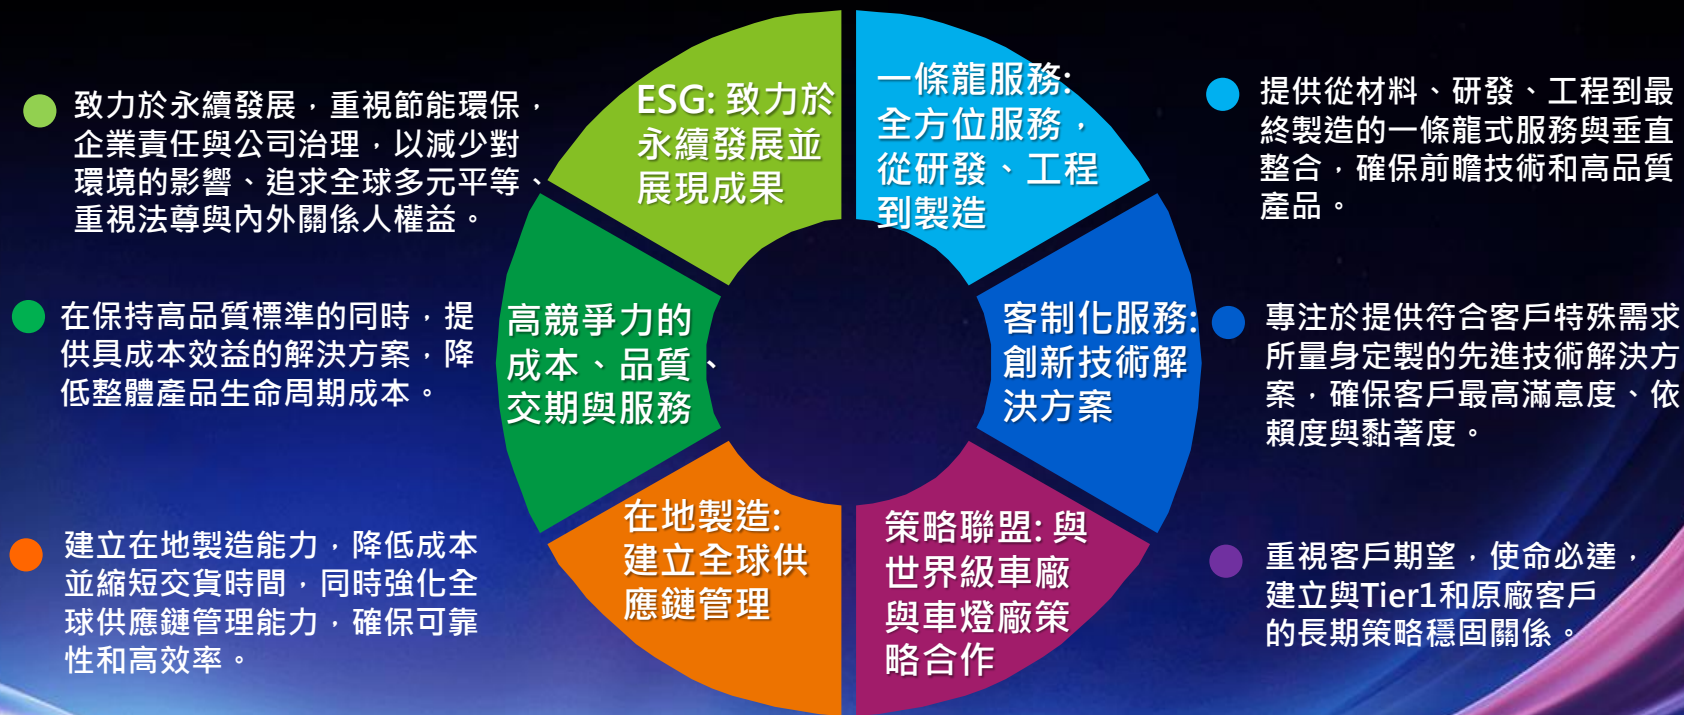 致力於永續發展，重視節能環保，
企業責任與公司治理，以減少對
環境的影響、追求全球多元平等、
重視法尊與內外關係人權益。
在保持高品質標準的同時，提
供具成本效益的解決方案，降
低整體產品生命周期成本。
建立在地製造能力，降低成本
並縮短交貨時間，同時強化全
球供應鏈管理能力，確保可靠
性和高效率。
ESG: 致力於
永續發展並
展現成果
高競爭力的
成本、品質、
交期與服務
在地製造:
建立全球供
應鏈管理
一條龍服務:
全方位服務，
從研發、工程
到製造
客制化服務:
創新技術解
決方案
策略聯盟: 與
世界級車廠
與車燈廠策
略合作
提供從材料、研發、工程到最
終製造的一條龍式服務與垂直
整合，確保前瞻技術和高品質
產品。
專注於提供符合客戶特殊需求
所量身定製的先進技術解決方
案，確保客戶最高滿意度、依
賴度與黏著度。
重視客戶期望，使命必達，
建立與Tier1和原廠客戶
的長期策略穩固關係。